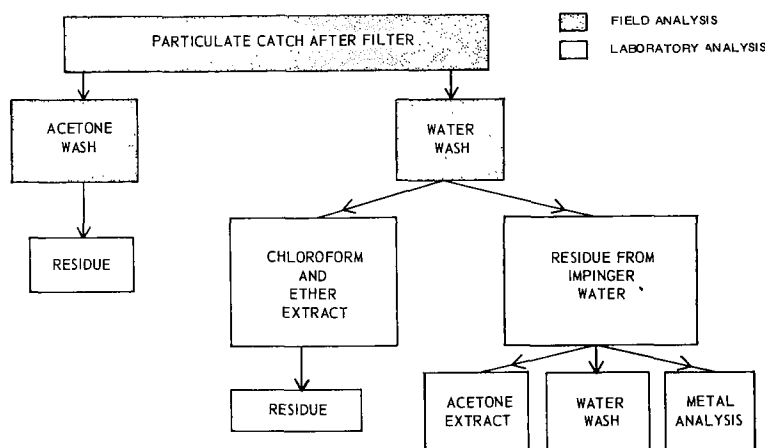 PARTICULATE CATCH AFTER FILTER
FIELD ANALYSIS
LABORATORY ANALYSIS
ACETONE
WASH
WATER
WASH
RESIDUE
CHLOROFORM
AND
ETHER
EXTRACT
RESIDUE FROM
IMPINGER
WATER
RESIDUE
ACETONE
EXTRACT
WATER
WASH
METAL
ANALYSIS